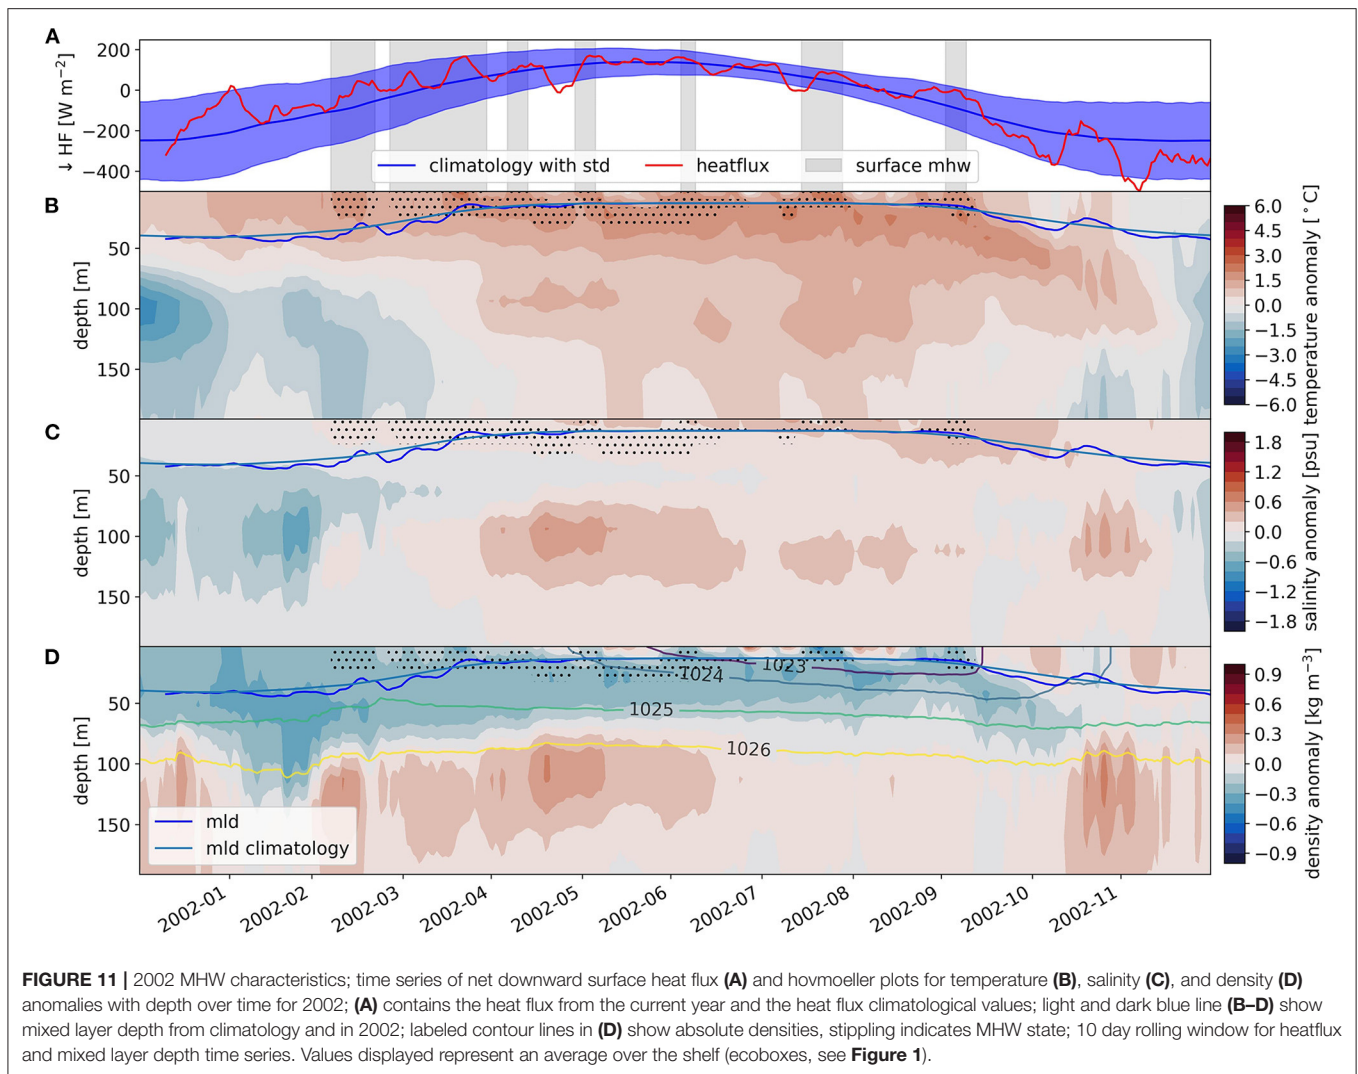 A
200
0
−200
−400
↓ HF [W m−2]
climatology with std
heatflux
surface mhw
B
50
100
150
depth [m]
6.0
4.5
3.0
1.5
0.0
−1.5
−3.0
−4.5
−6.0
temperature anomaly [°C]
C
50
100
150
depth [m]
1.8
1.2
0.6
0.0
−0.6
−1.2
−1.8
salinity anomaly [psu]
D
1023
1024
1025
1026
50
100
150
depth [m]
mld
mld climatology
0.9
0.6
0.3
0.0
−0.3
−0.6
−0.9
density anomaly [kg m−3]
2002-01
2002-02
2002-03
2002-04
2002-05
2002-06
2002-07
2002-08
2002-09
2002-10
2002-11
FIGURE 11 | 2002 MHW characteristics; time series of net downward surface heat flux (A) and hovmoeller plots for temperature (B), salinity (C), and density (D)
anomalies with depth over time for 2002; (A) contains the heat flux from the current year and the heat flux climatological values; light and dark blue line (B–D) show
mixed layer depth from climatology and in 2002; labeled contour lines in (D) show absolute densities, stippling indicates MHW state; 10 day rolling window for heatflux
and mixed layer depth time series. Values displayed represent an average over the shelf (ecoboxes, see Figure 1).